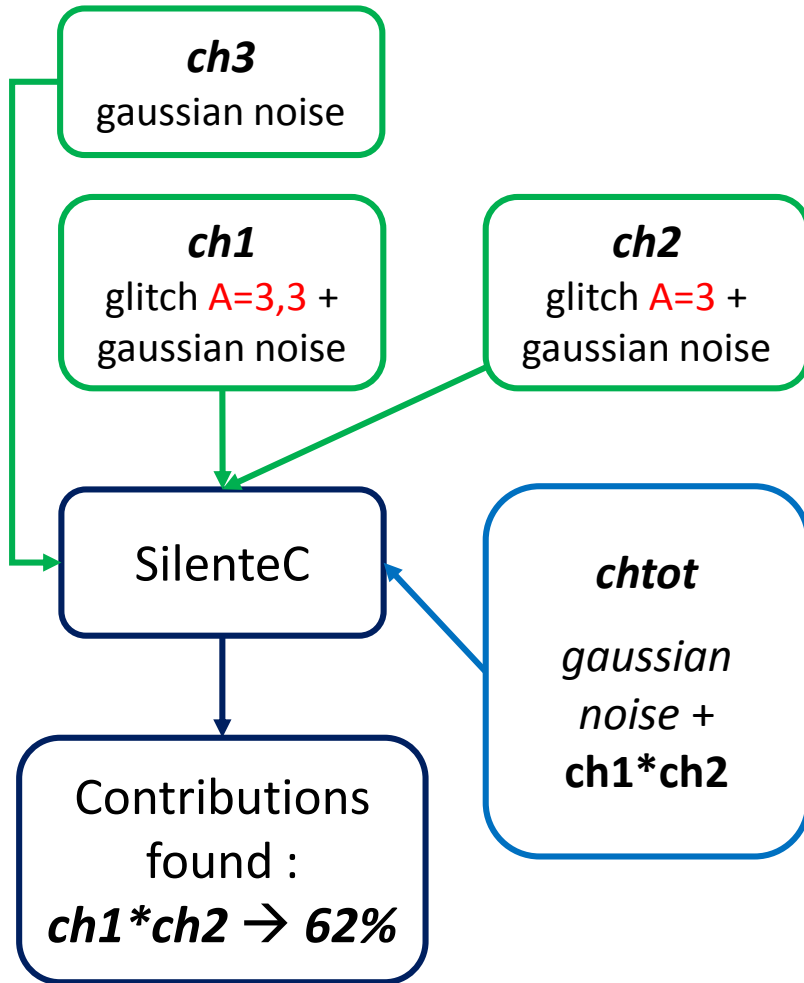 ch3
gaussian noise
ch1
glitch A=3,3 +
gaussian noise
ch2
glitch A=3 +
gaussian noise
SilenteC
chtot
gaussian
noise +
ch1*ch2
Contributions
found :
ch1*ch2 → 62%